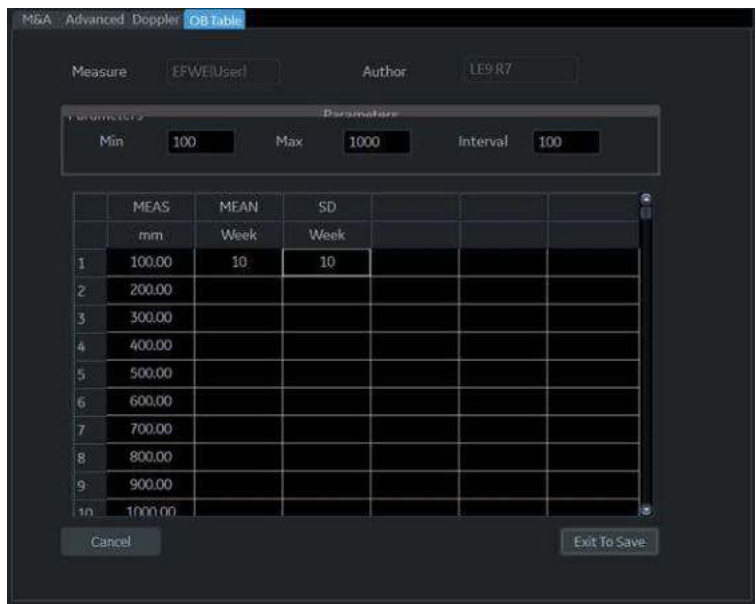 M&A Advanced Doppler OB Table
Measure EFWE(User) Author LE9 R7
Parameters Parameters
Min 100 Max 1000 Interval 100
MEAS MEAN SD
mm Week Week
1 100.00 10 10
2 200.00
3 300.00
4 400.00
5 500.00
6 600.00
7 700.00
8 800.00
9 900.00
10 1000.00
Cancel Exit To Save